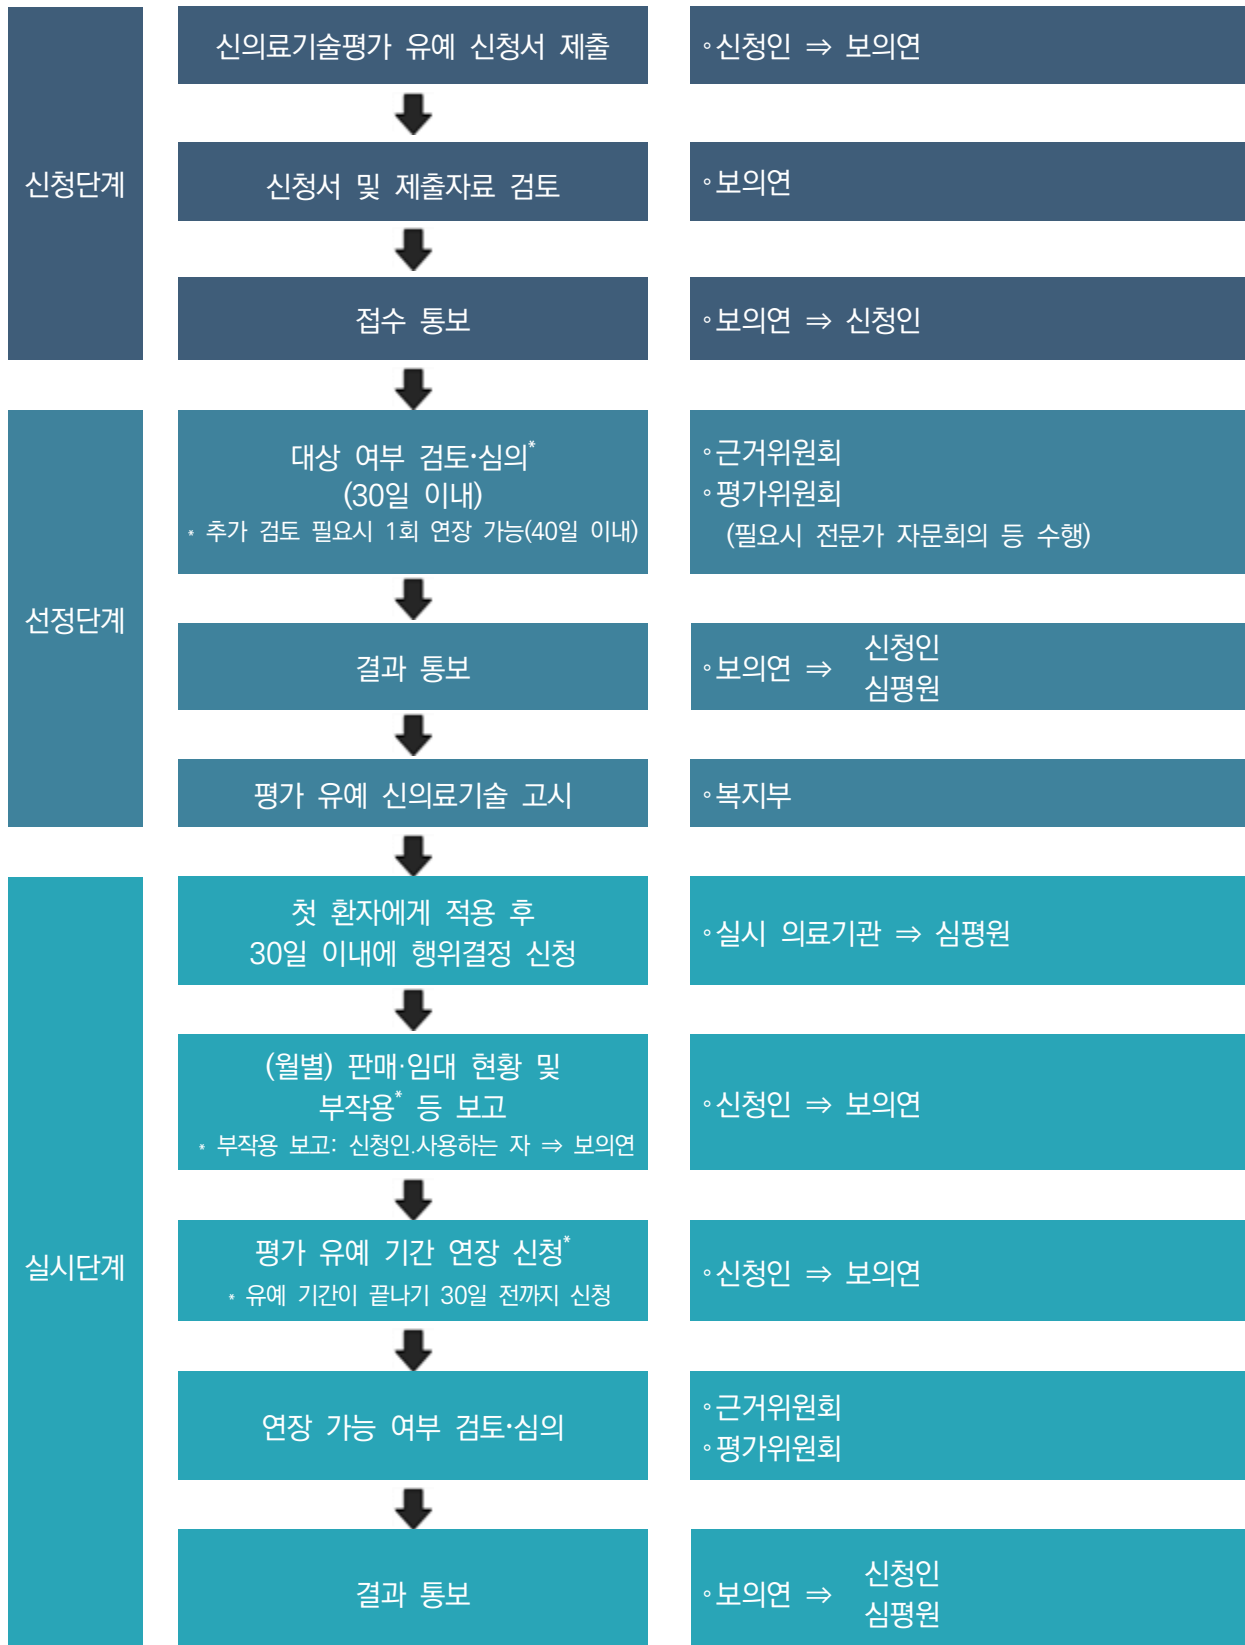 신청단계
신의료기술평가 유예 신청서 제출
◦신청인 ⇒ 보의연
신청서 및 제출자료 검토
◦보의연
접수 통보
◦보의연 ⇒ 신청인
선정단계
대상 여부 검토·심의*
(30일 이내)
* 추가 검토 필요시 1회 연장 가능(40일 이내)
◦근거위원회
◦평가위원회
(필요시 전문가 자문회의 등 수행)
결과 통보
◦보의연 ⇒ 신청인
심평원
평가 유예 신의료기술 고시
◦복지부
실시단계
첫 환자에게 적용 후
30일 이내에 행위결정 신청
◦실시 의료기관 ⇒ 심평원
(월별) 판매·임대 현황 및
부작용* 등 보고
* 부작용 보고: 신청인.사용하는 자 ⇒ 보의연
◦신청인 ⇒ 보의연
평가 유예 기간 연장 신청*
* 유예 기간이 끝나기 30일 전까지 신청
◦신청인 ⇒ 보의연
연장 가능 여부 검토·심의
◦근거위원회
◦평가위원회
결과 통보
◦보의연 ⇒ 신청인
심평원